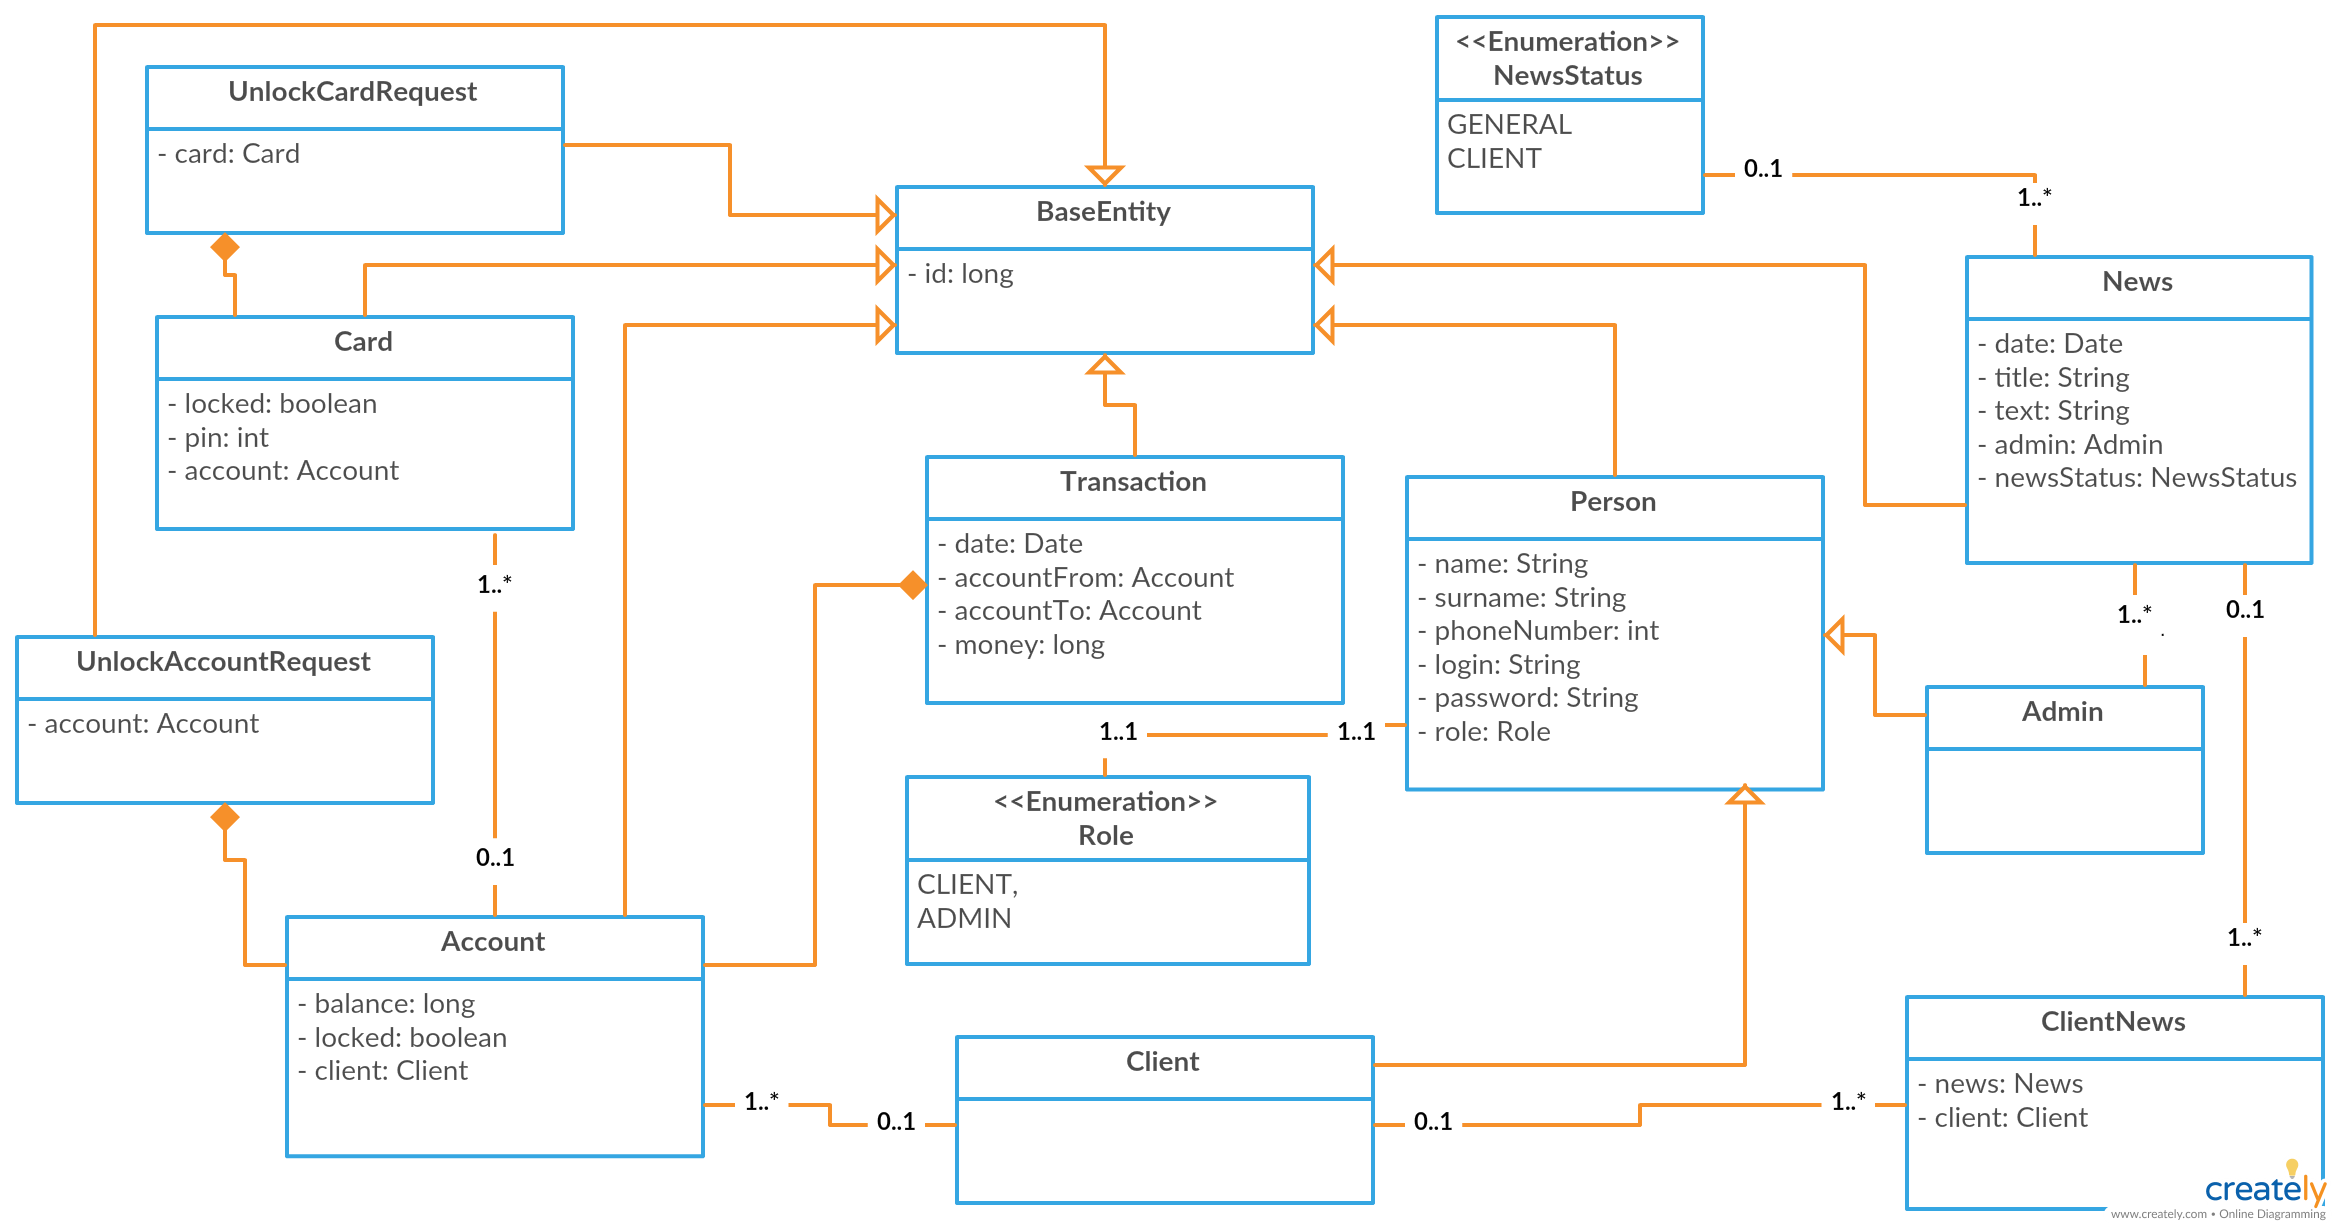 <<Enumeration>>
NewsStatus
GENERAL
CLIENT
UnlockCardRequest
- card: Card
0..1
1..*
BaseEntity
- id: long
News
- date: Date
- title: String
- text: String
- admin: Admin
- newsStatus: NewsStatus
Card
- locked: boolean
- pin: int
- account: Account
Transaction
- date: Date
- accountFrom: Account
- accountTo: Account
- money: long
Person
- name: String
- surname: String
- phoneNumber: int
- login: String
- password: String
- role: Role
1..*
1..*
.
0..1
UnlockAccountRequest
- account: Account
Admin
1..1
1..1
<<Enumeration>>
Role
CLIENT,
ADMIN
0..1
1..*
Account
- balance: long
- locked: boolean
- client: Client
Client
ClientNews
- news: News
- client: Client
1..*
0..1
0..1
1..*
creately
www.creately.com • Online Diagramming